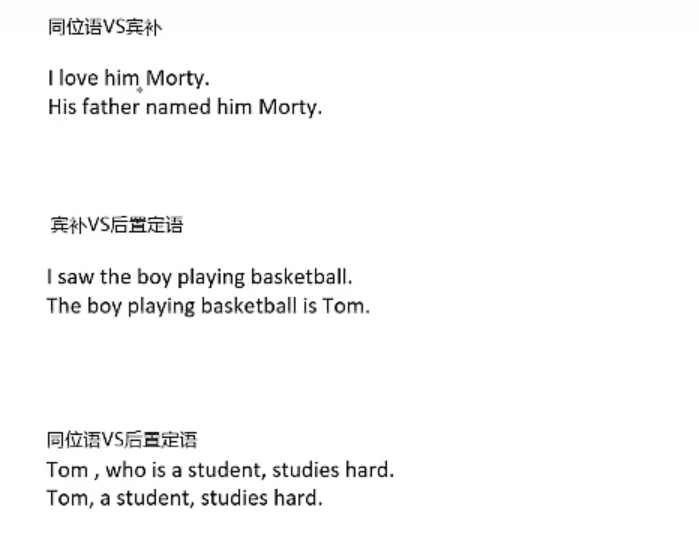 同位语VS宾补
I love him Morty.
His father named him Morty.
宾补VS后置定语
I saw the boy playing basketball.
The boy playing basketball is Tom.
同位语VS后置定语
Tom , who is a student, studies hard.
Tom, a student, studies hard.